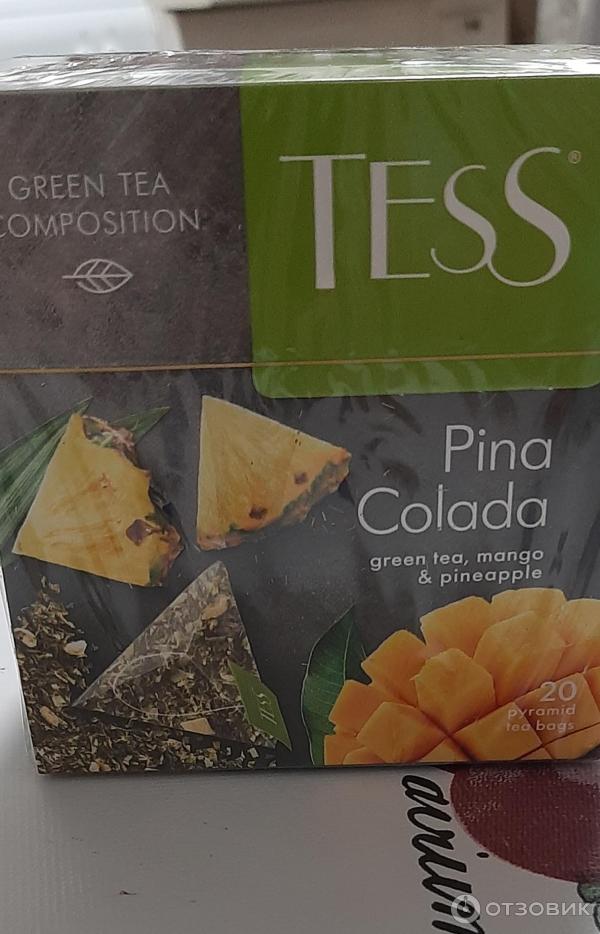 GREEN TEA
COMPOSITION
TESS®
Pina
Colada
green tea, mango
& pineapple
TESS
20
pyramid
tea bags
ОТЗОВИК